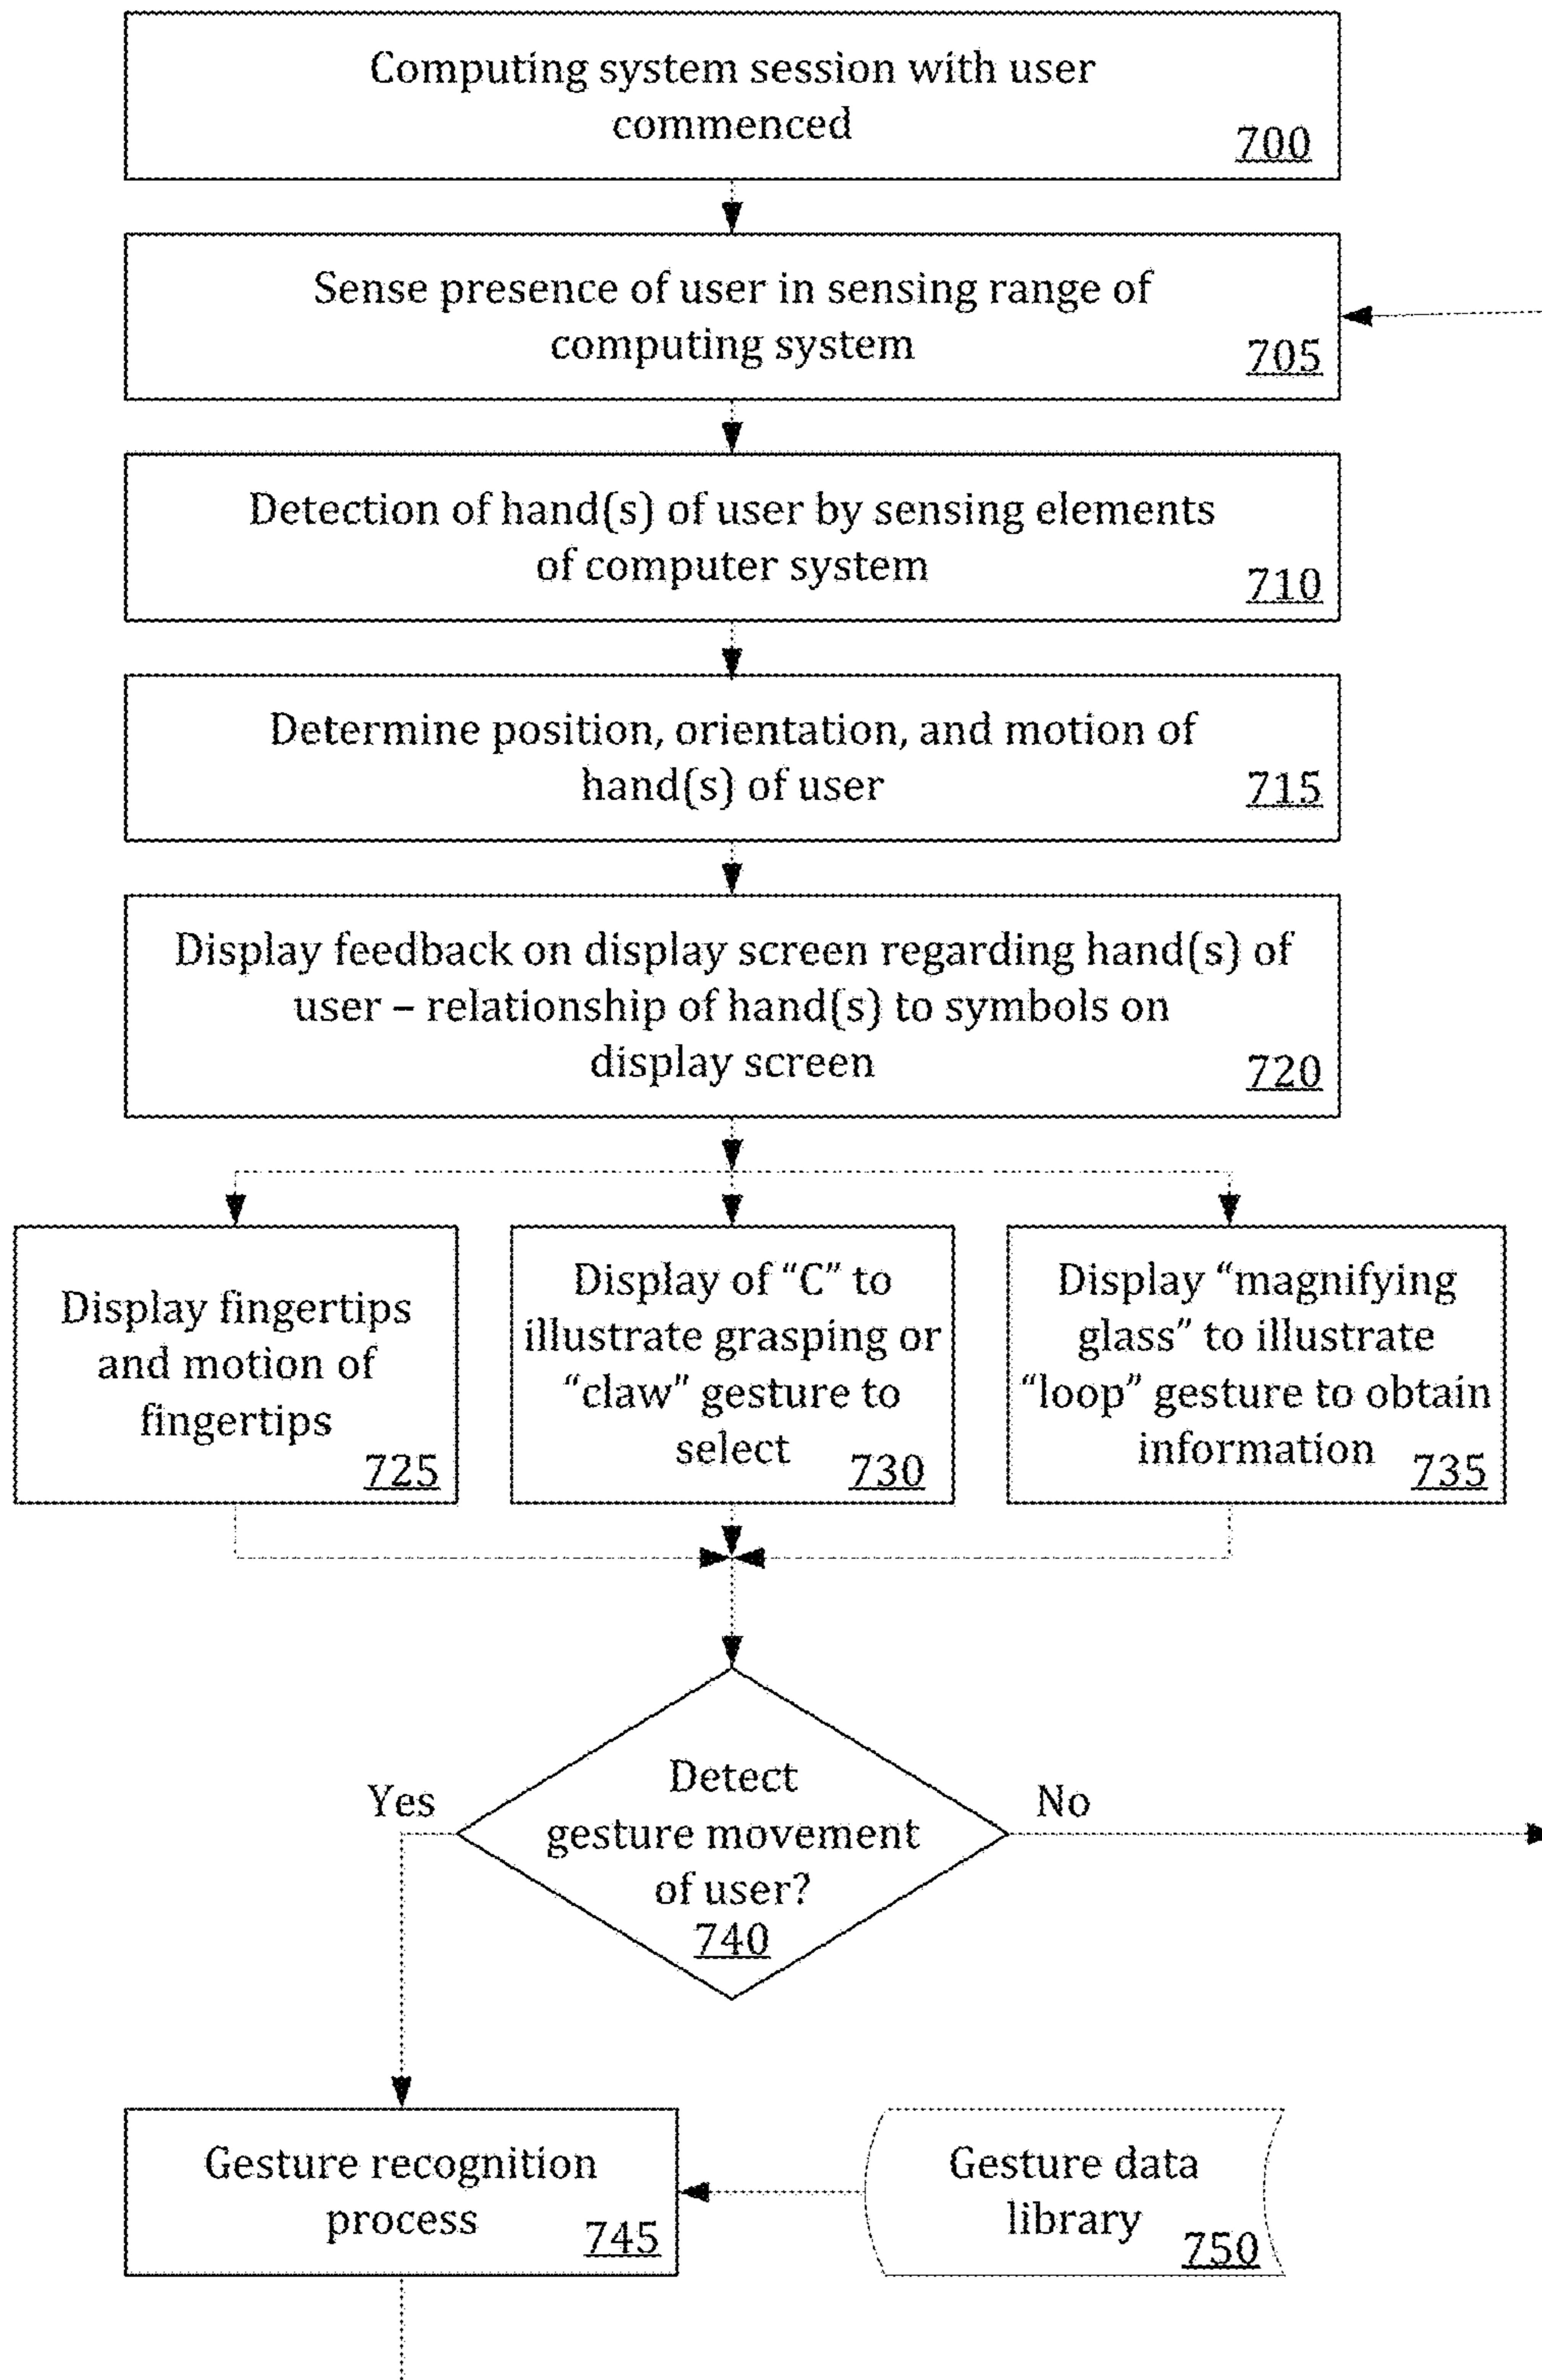 Computing system session with user
commenced
700
Sense presence of user in sensing range of
computing system
705
Detection of hand(s) of user by sensing elements
of computer system
710
Determine position, orientation, and motion of
hand(s) of user
715
Display feedback on display screen regarding hand(s) of
user – relationship of hand(s) to symbols on
display screen
720
Display fingertips
and motion of
fingertips
725
Display of “C” to
illustrate grasping or
“claw” gesture to
select
730
Display “magnifying
glass” to illustrate
“loop” gesture to obtain
information
735
Detect
gesture movement
of user?
740
Yes
No
Gesture recognition
process
745
Gesture data
library
750